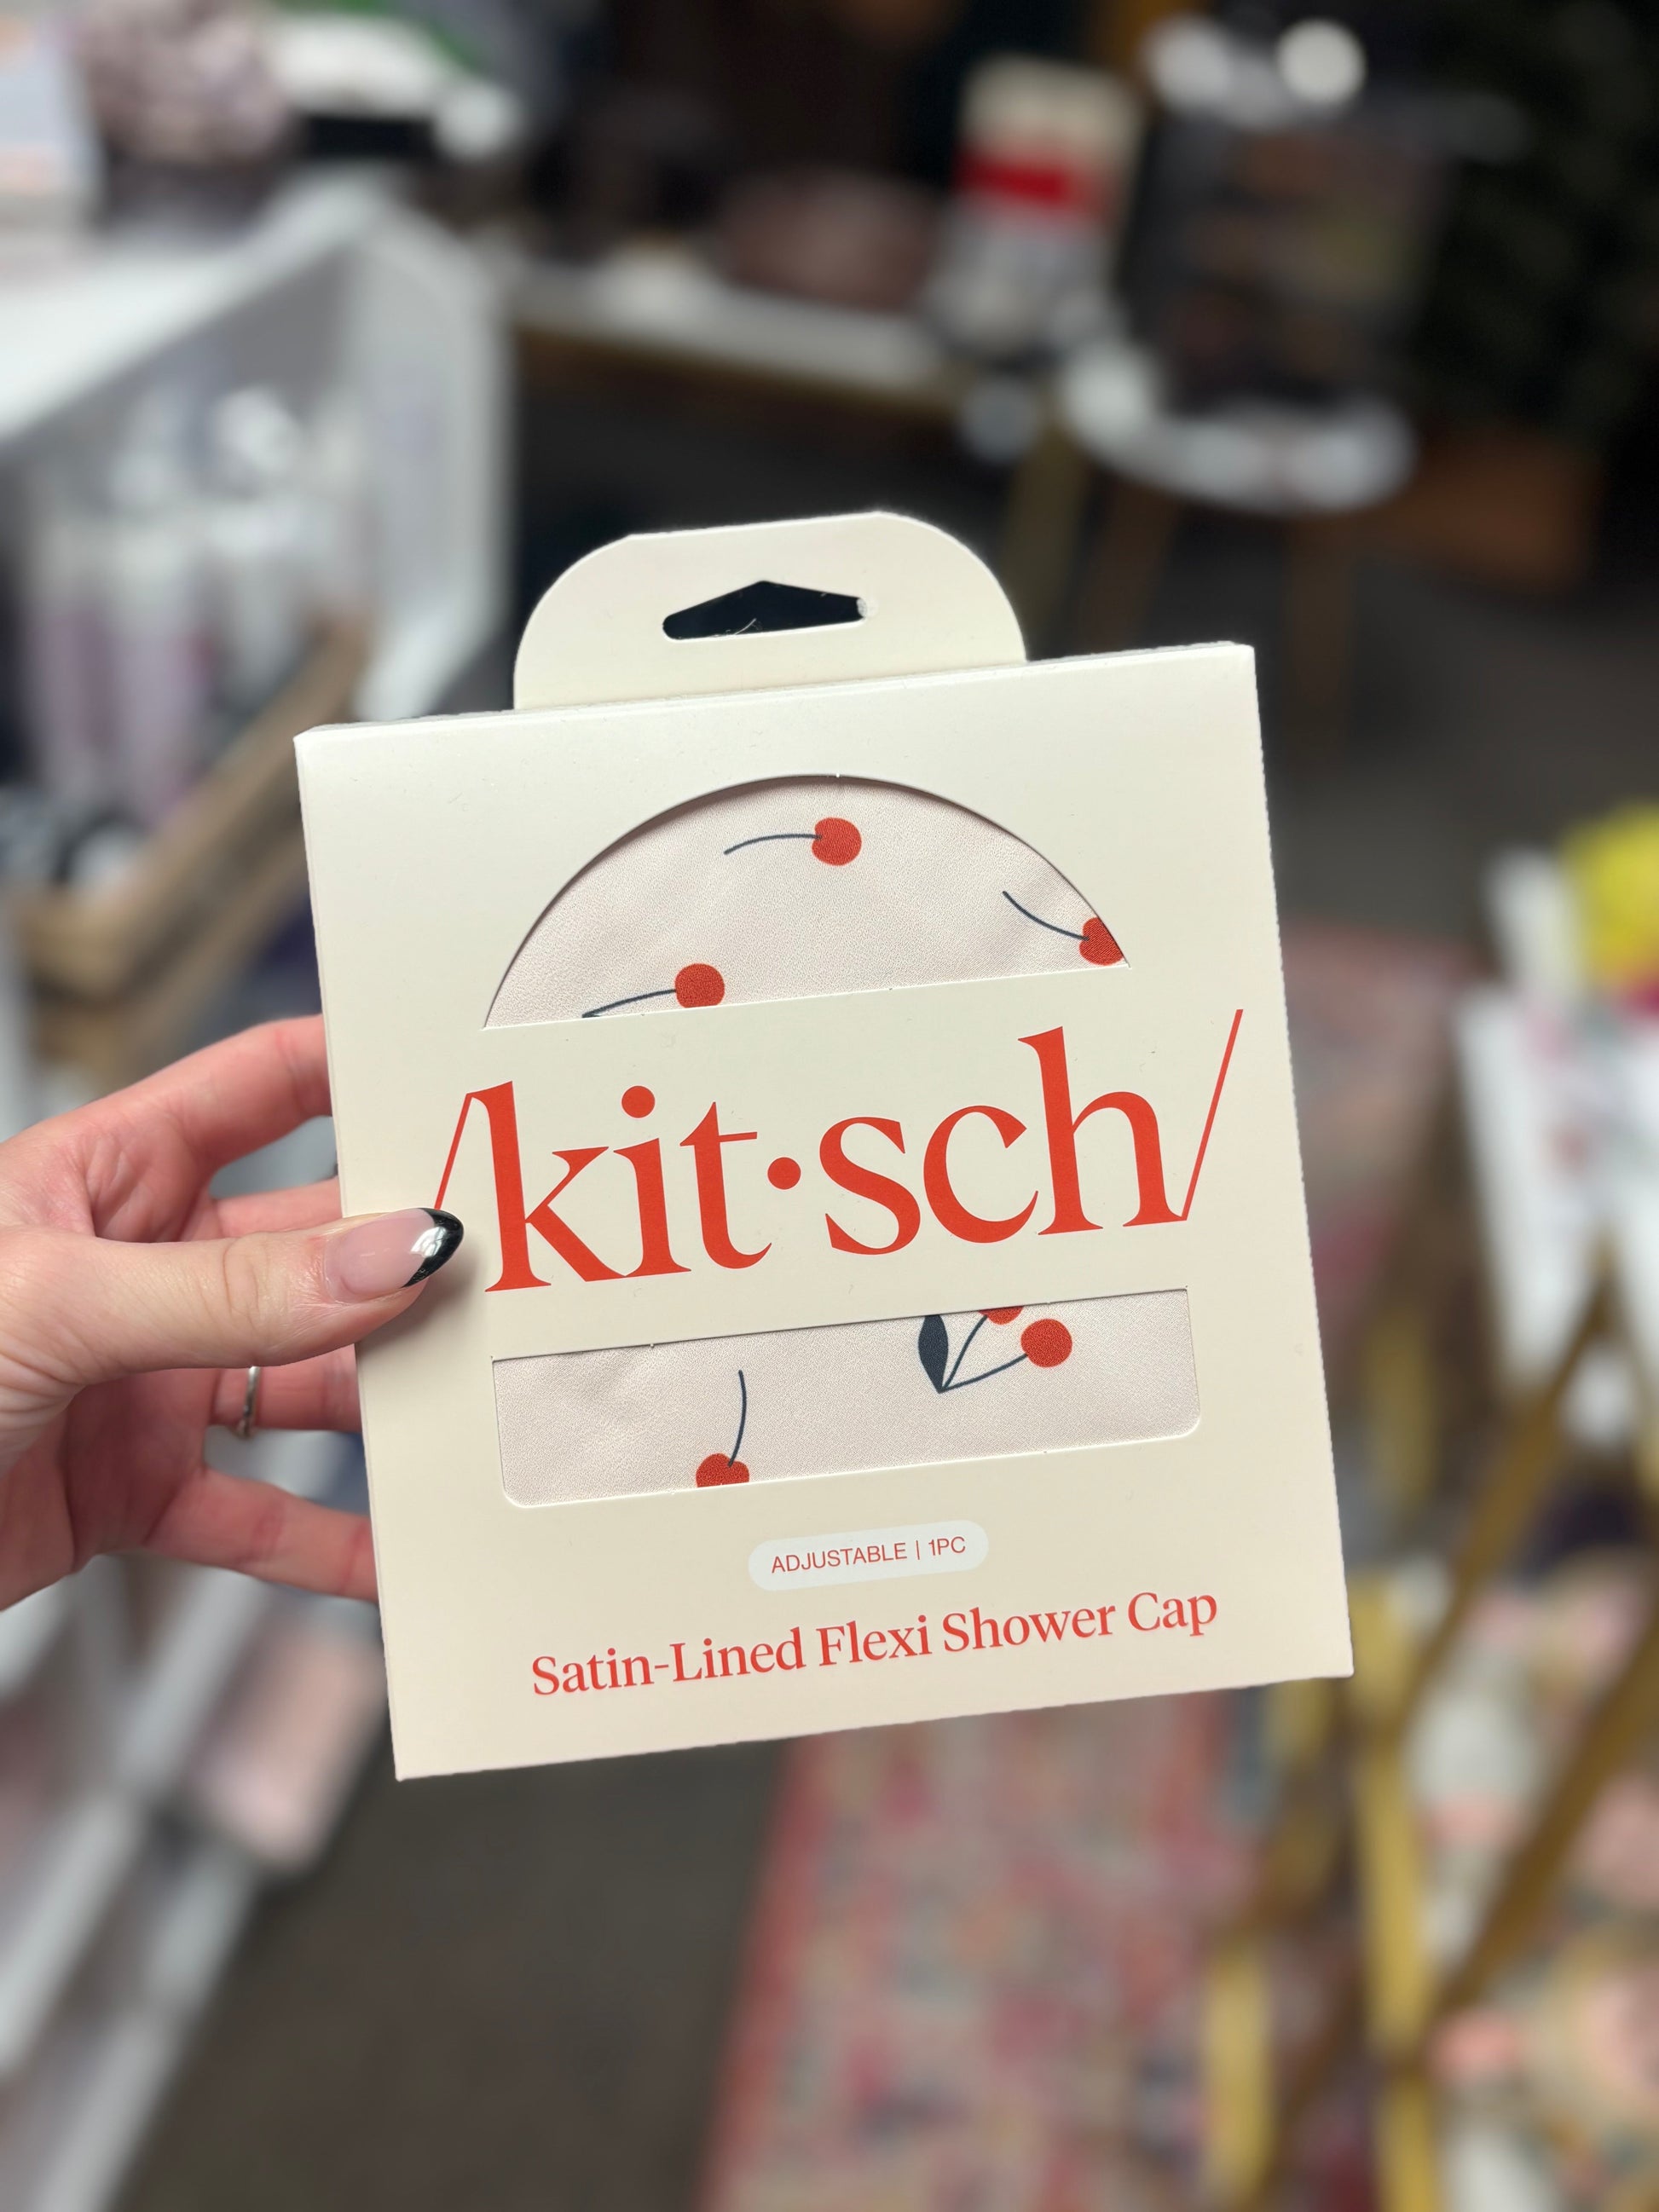 /kit·sch/
ADJUSTABLE | 1PC
Satin-Lined Flexi Shower Cap